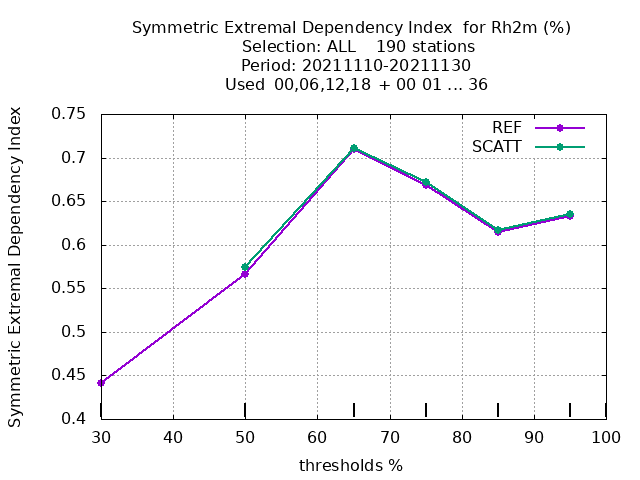 Symmetric Extremal Dependency Index  for Rh2m (%)
Selection: ALL    190 stations
Period: 20211110-20211130
Used  00,06,12,18  + 00 01 ... 36
Symmetric Extremal Dependency Index
0.75
0.7
0.65
0.6
0.55
0.5
0.45
0.4
REF
SCATT
30 40 50 60 70 80 90 100
thresholds %